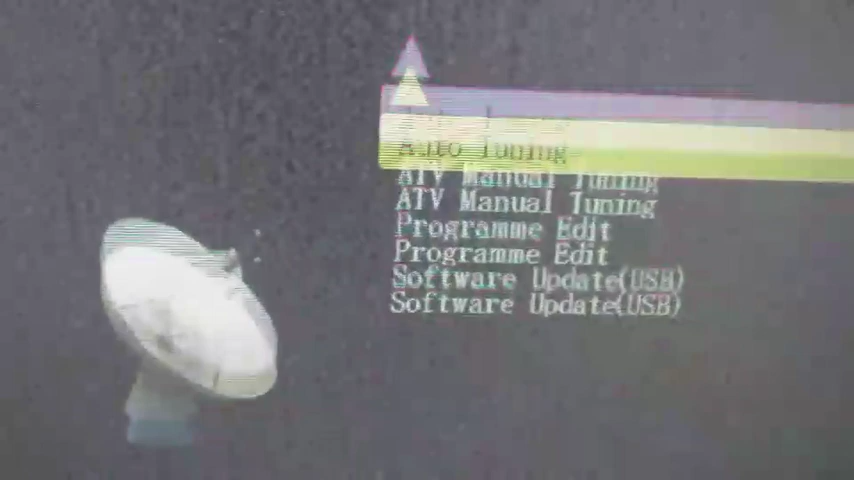 Auto Tuning
ATV Manual Tuning
ATV Manual Tuning
Programme Edit
Programme Edit
Software Update(USB)
Software Update(USB)